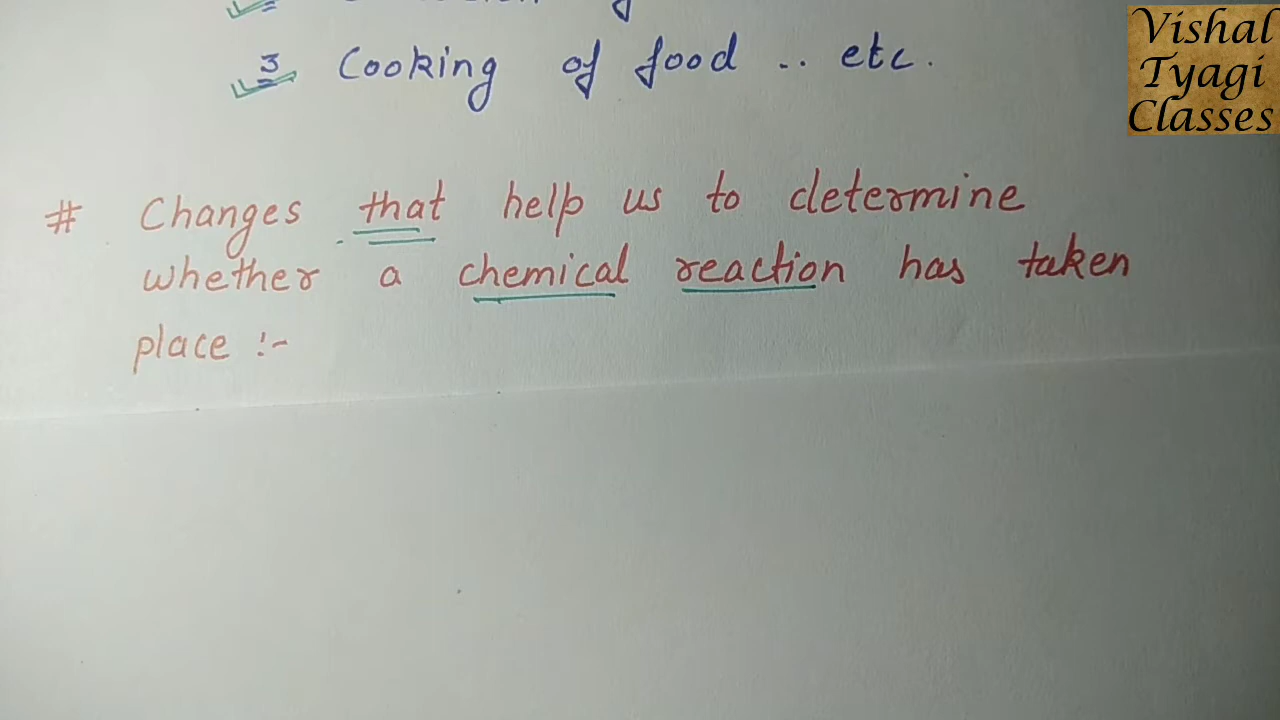 3 Cooking of food .. etc.
# Changes that help us to determine
whether a chemical reaction has taken
place :-
Vishal
Tyagi
Classes